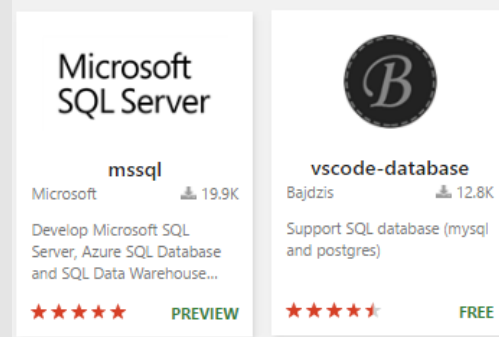 Microsoft
SQL Server
mssql
Microsoft 19.9K
Develop Microsoft SQL
Server, Azure SQL Database
and SQL Data Warehouse...
PREVIEW
B
vscode-database
Bajdzis 12.8K
Support SQL database (mysql
and postgres)
FREE